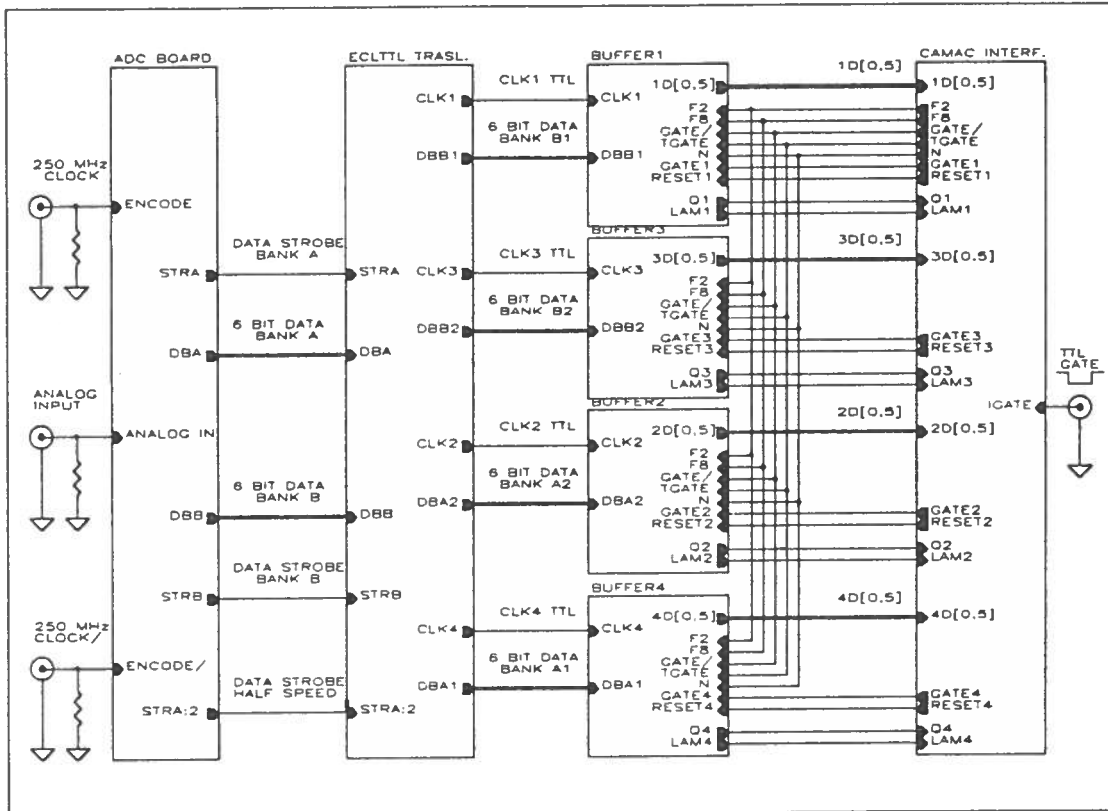 ADC BOARD
250 MHz
CLOCK
ENCODE
STRA
DBA
ANALOG
INPUT
ANALOG IN
DBB
STRB
250 MHz
CLOCK/
ENCODE/
STRA:2
DATA STROBE
BANK A
6 BIT DATA
BANK A
6 BIT DATA
BANK B
DATA STROBE
BANK B
DATA STROBE
HALF SPEED
ECLTTL TRASL.
STRA
DBA
DBB
STRB
STRA:2
CLK1
DBB1
CLK3
DBB2
CLK2
DBA2
CLK4
DBA1
CLK1 TTL
6 BIT DATA
BANK B1
CLK3 TTL
6 BIT DATA
BANK B2
CLK2 TTL
6 BIT DATA
BANK A2
CLK4 TTL
6 BIT DATA
BANK A1
BUFFER1
CLK1
DBB1
1D[0,5]
F2
F8
GATE/
TGATE
N
GATE1
RESET1
Q1
LAM1
BUFFER3
CLK3
DBB2
3D[0,5]
F2
F8
GATE/
TGATE
N
GATE3
RESET3
Q3
LAM3
BUFFER2
CLK2
DBA2
2D[0,5]
F2
F8
GATE/
TGATE
N
GATE2
RESET2
Q2
LAM2
BUFFER4
CLK4
DBA1
4D[0,5]
F2
F8
GATE/
TGATE
N
GATE4
RESET4
Q4
LAM4
1D[0,5]
3D[0,5]
2D[0,5]
4D[0,5]
CAMAC INTERF.
1D[0,5]
F2
F8
GATE/
TGATE
N
GATE1
RESET1
Q1
LAM1
3D[0,5]
GATE3
RESET3
Q3
LAM3
2D[0,5]
GATE2
RESET2
Q2
LAM2
4D[0,5]
GATE4
RESET4
Q4
LAM4
IGATE
TTL
GATE